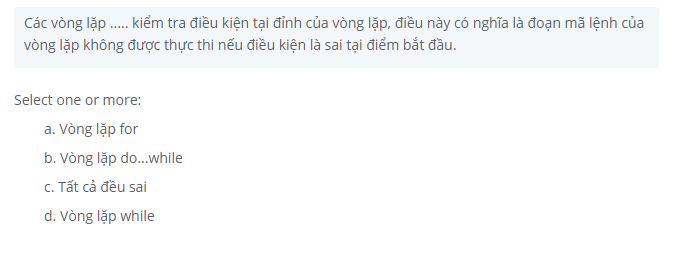 Các vòng lặp ..... kiểm tra điều kiện tại đỉnh của vòng lặp, điều này có nghĩa là đoạn mã lệnh của
vòng lặp không được thực thi nếu điều kiện là sai tại điểm bắt đầu.
Select one or more:
a. Vòng lặp for
b. Vòng lặp do...while
c. Tất cả đều sai
d. Vòng lặp while